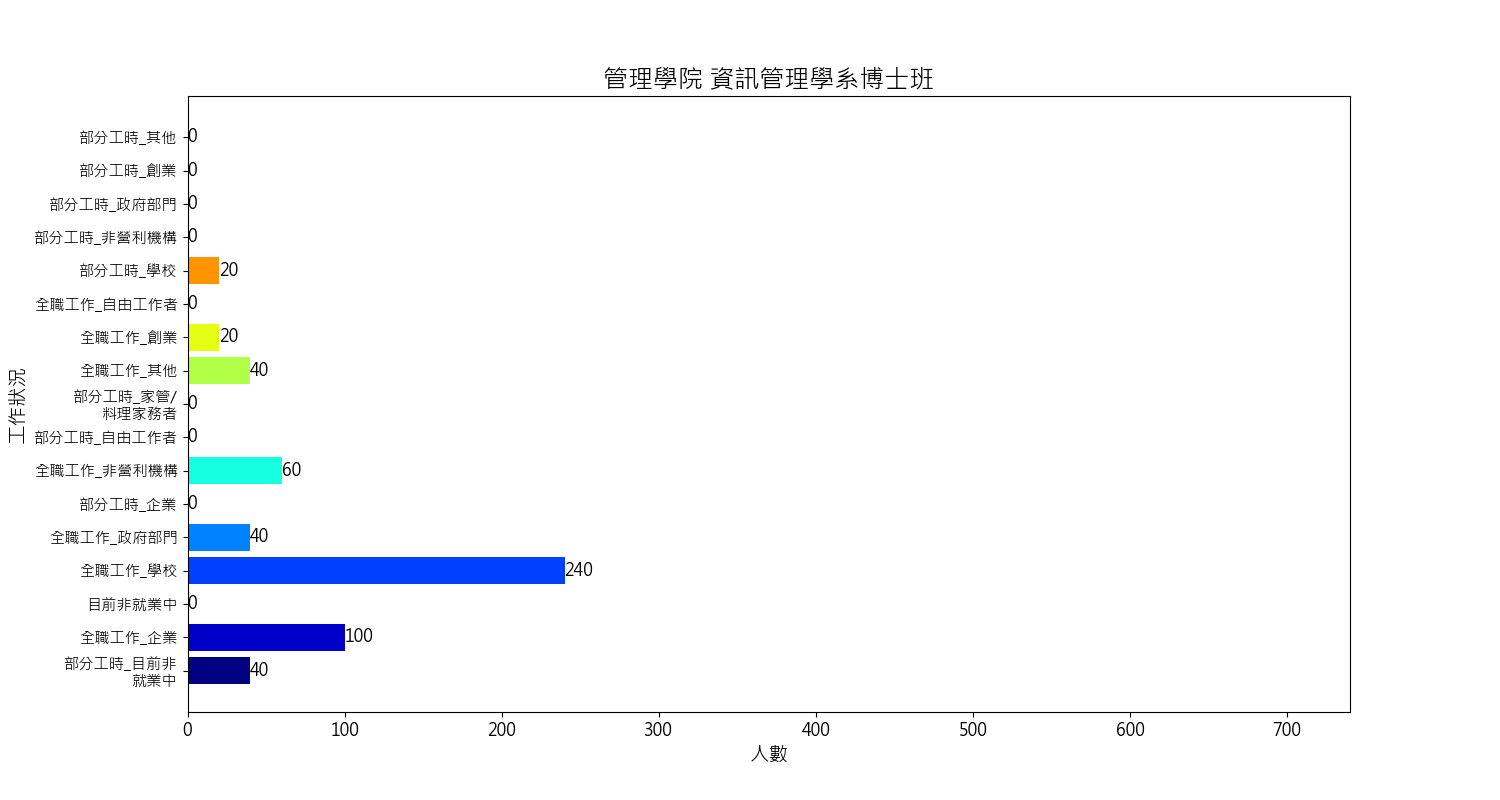 管理學院 資訊管理學系博士班
部分工時_其他
0
部分工時_創業
0
部分工時_政府部門
0
部分工時_非營利機構
0
部分工時_學校
20
全職工作_自由工作者
0
全職工作_創業
20
全職工作_其他
40
部分工時_家管/
料理家務者
0
部分工時_自由工作者
0
全職工作_非營利機構
60
部分工時_企業
0
全職工作_政府部門
40
全職工作_學校
240
目前非就業中
0
全職工作_企業
100
部分工時_目前非
就業中
40
工作狀況
0 100 200 300 400 500 600 700
人數